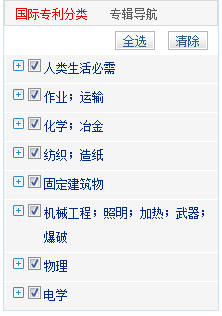 国际专利分类 专辑导航
全选 清除
人类生活必需
作业；运输
化学；冶金
纺织；造纸
固定建筑物
机械工程；照明；加热；武器；
爆破
物理
电学